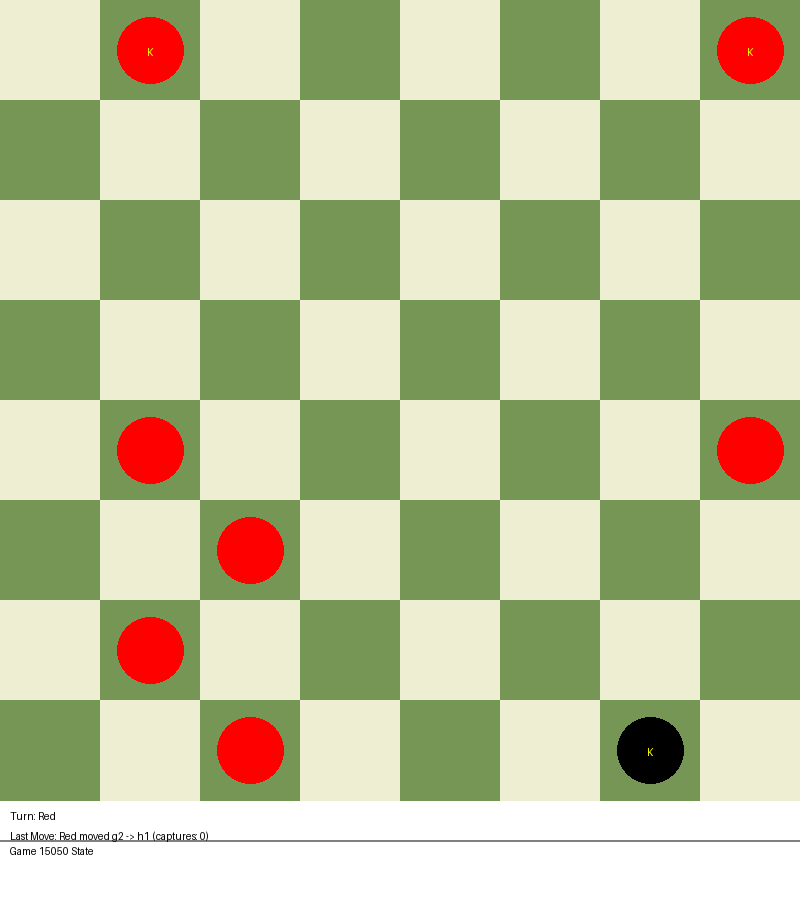 K K
K
Turn: Red
Last Move: Red moved g2 -> h1 (captures: 0)
Game 15050 State